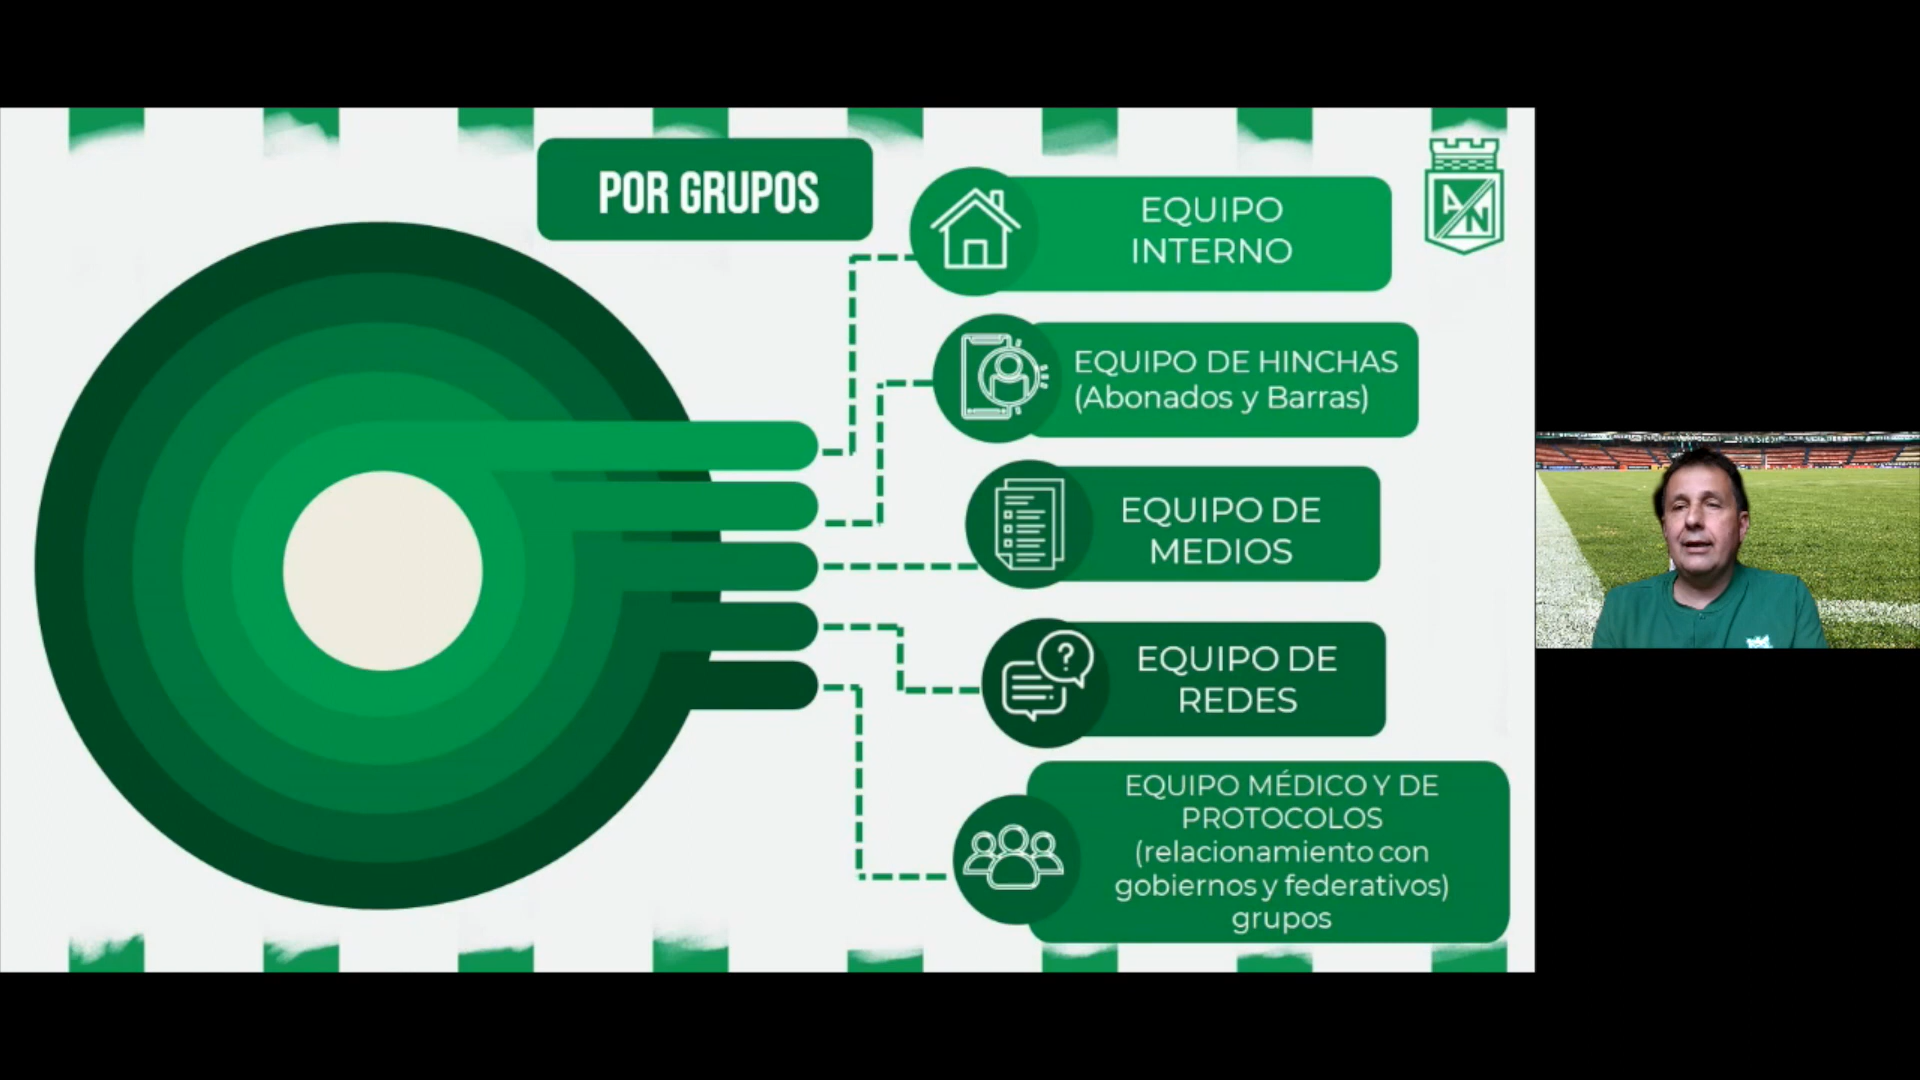 POR GRUPOS
EQUIPO
INTERNO
AN
EQUIPO DE HINCHAS
(Abonados y Barras)
EQUIPO DE
MEDIOS
?
EQUIPO DE
REDES
EQUIPO MÉDICO Y DE
PROTOCOLOS
(relacionamiento con
gobiernos y federativos)
grupos